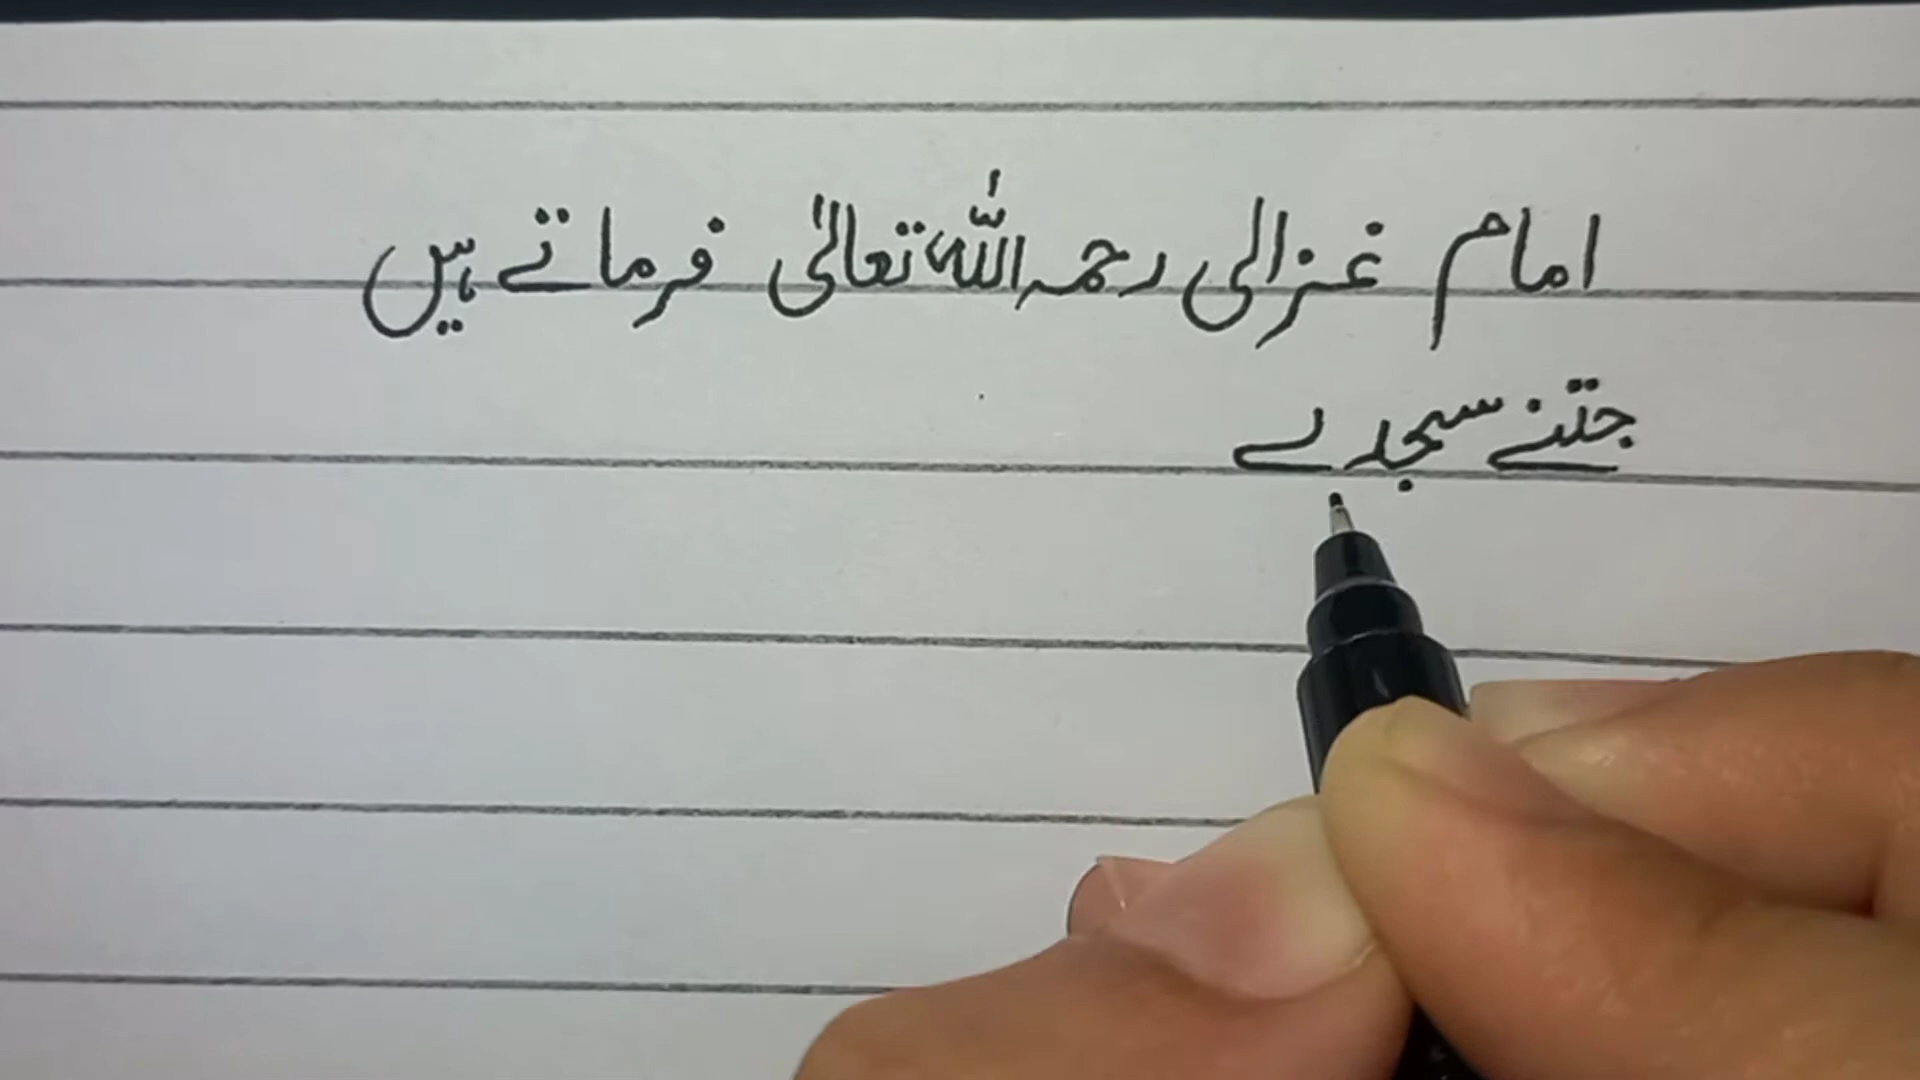 امام غزالی رحمہ اللہ تعالیٰ فرماتے ہیں
جتنے سجدے